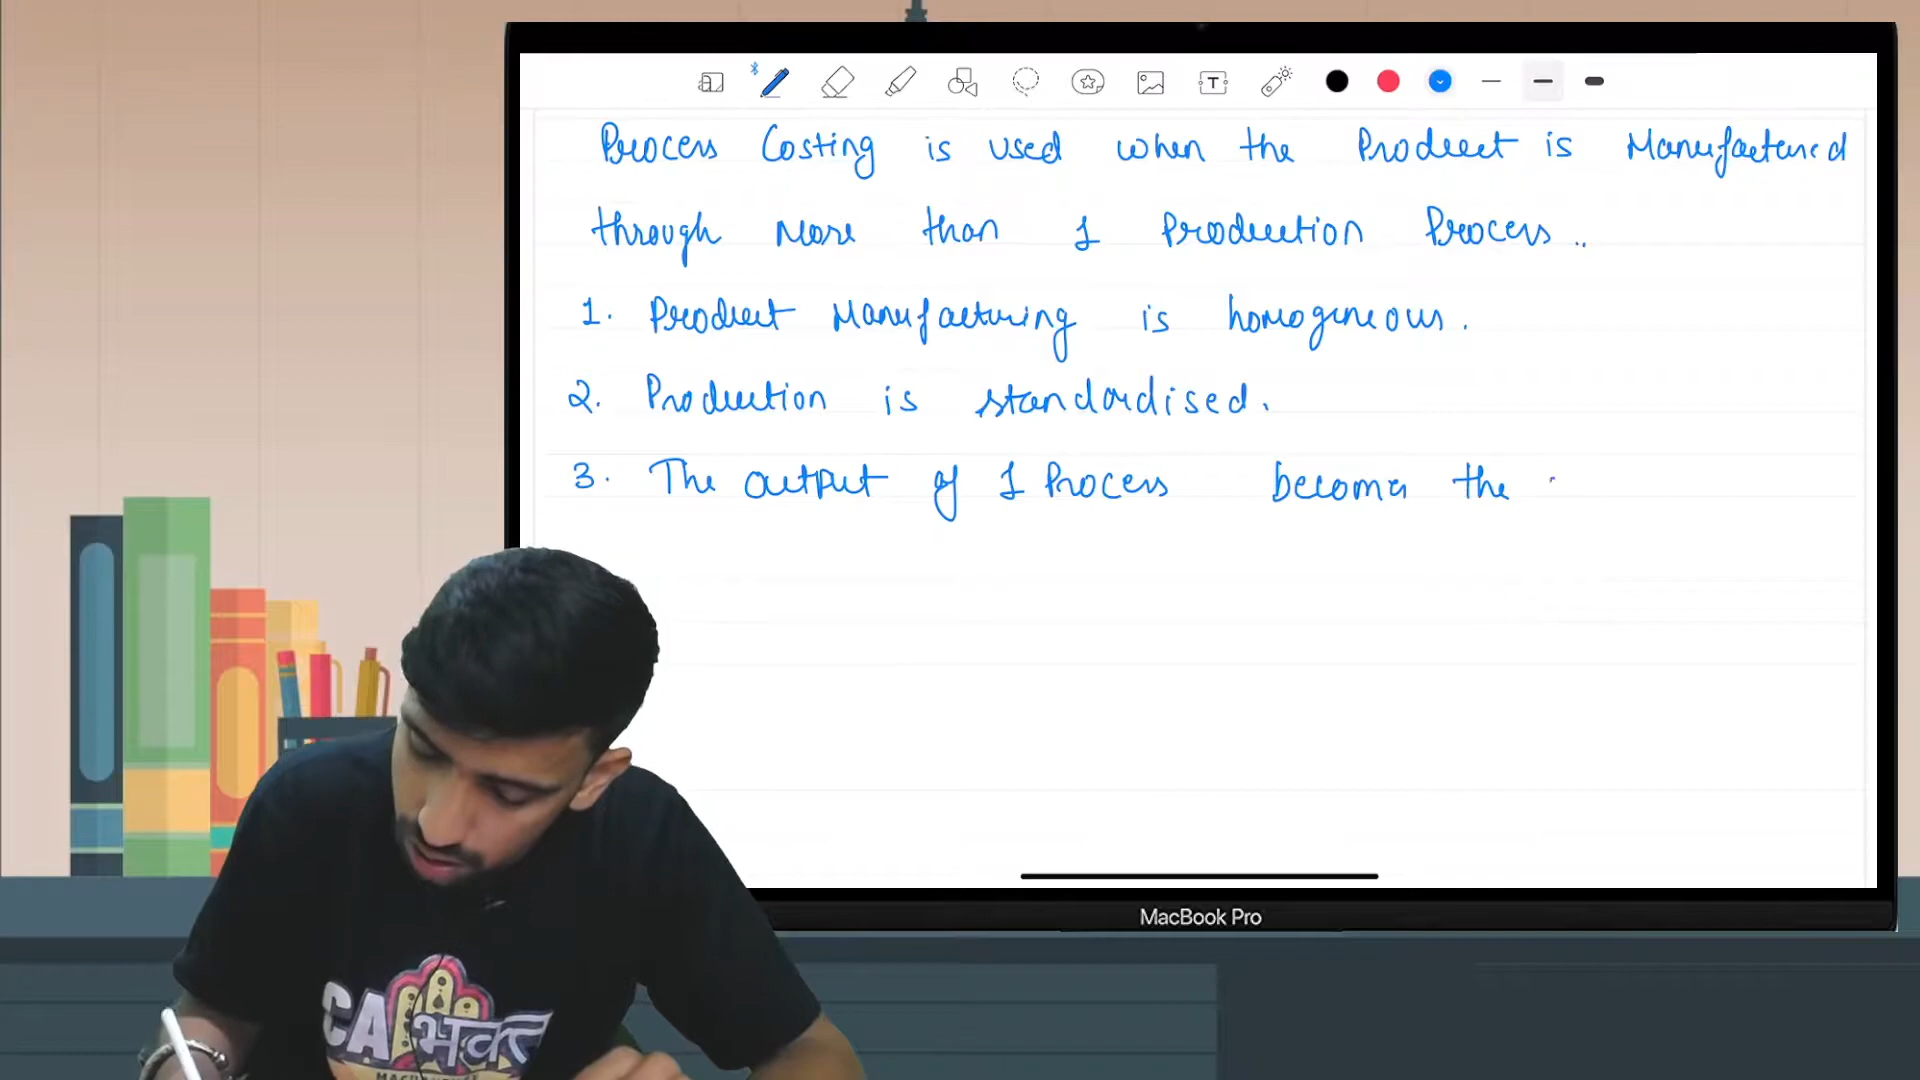 Process Costing is used when the Product is Manufactured
through More than 1 Production Process..
1. Product Manufacturing is homogeneous.
2. Production is standardised.
3. The output of 1 Process becomes the
MacBook Pro
CA भक्त